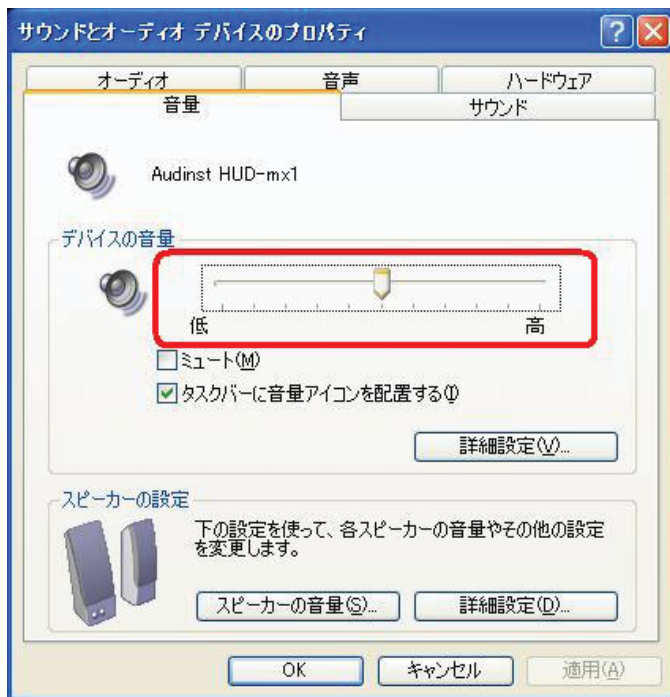 サウンドとオーディオ デバイスのプロパティ
オーディオ 音声 ハードウェア
音量 サウンド
Audinst HUD-mx1
デバイスの音量
低 高
ミュート(M)
タスクバーに音量アイコンを配置する(I)
詳細設定(V)...
スピーカーの設定
下の設定を使って、各スピーカーの音量やその他の設定
を変更します。
スピーカーの音量(S)... 詳細設定(D)...
OK キャンセル 適用(A)